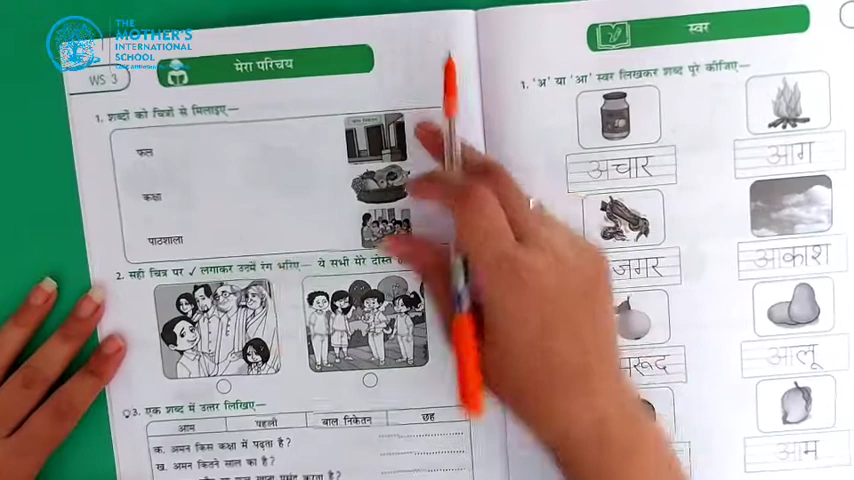 THE
MOTHER'S
INTERNATIONAL
SCHOOL
WS 3
मेरा परिचय
1. शब्दों को चित्रों से मिलाइए—
फल
कक्षा
पाठशाला
2. सही चित्र पर ✓ लगाकर उसमें रंग भरिए— ये सभी मेरे दोस्त
3. एक शब्द में उत्तर लिखिए—
आम पहली बाल निकेतन छह
क. अमन किस कक्षा में पढ़ता है?
ख. अमन कितने साल का है?
स्वर
1. 'अ' या 'आ' स्वर लिखकर शब्द पूरे कीजिए—
अचार आग
जगर आकाश
मरूद आलू
आम